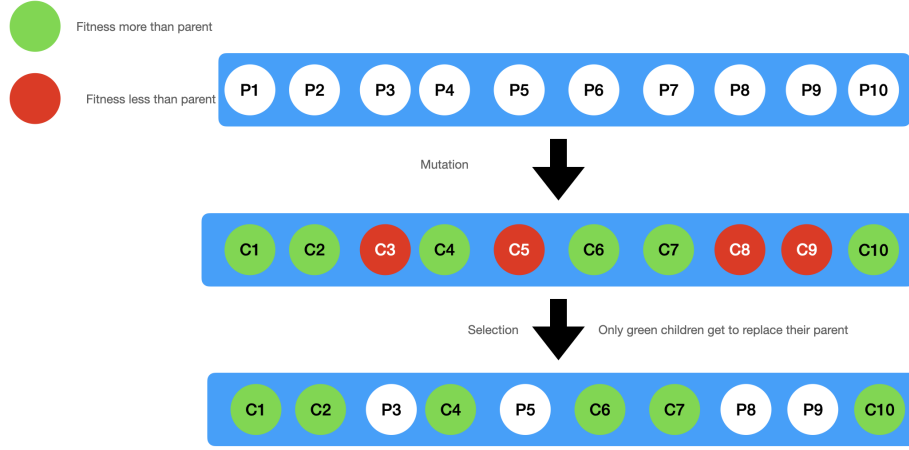 Fitness more than parent
Fitness less than parent
P1 P2 P3 P4 P5 P6 P7 P8 P9 P10
Mutation
C1 C2 C3 C4 C5 C6 C7 C8 C9 C10
Selection Only green children get to replace their parent
C1 C2 P3 C4 P5 C6 C7 P8 P9 C10